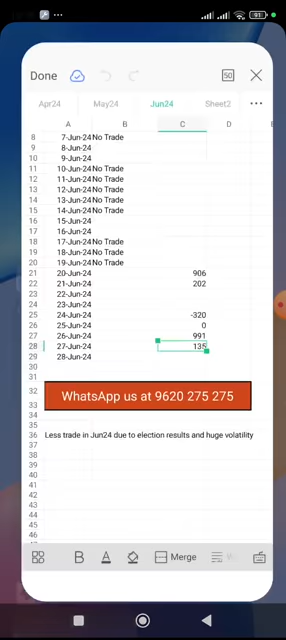 91
Done
50
Apr24 May24 Jun24 Sheet2
A B C D E
8 7-Jun-24 No Trade
9 8-Jun-24
10 9-Jun-24
11 10-Jun-24 No Trade
12 11-Jun-24 No Trade
13 12-Jun-24 No Trade
14 13-Jun-24 No Trade
15 14-Jun-24 No Trade
16 15-Jun-24
17 16-Jun-24
18 17-Jun-24 No Trade
19 18-Jun-24 No Trade
20 19-Jun-24 No Trade
21 20-Jun-24 906
22 21-Jun-24 202
23 22-Jun-24
24 23-Jun-24
25 24-Jun-24 -320
26 25-Jun-24 0
27 26-Jun-24 991
28 27-Jun-24 135
29 28-Jun-24
30
31
32 WhatsApp us at 9620 275 275
33
34
35
36 Less trade in Jun24 due to election results and huge volatility
37
38
39
40
41
42
43
44
45
46
B A Merge